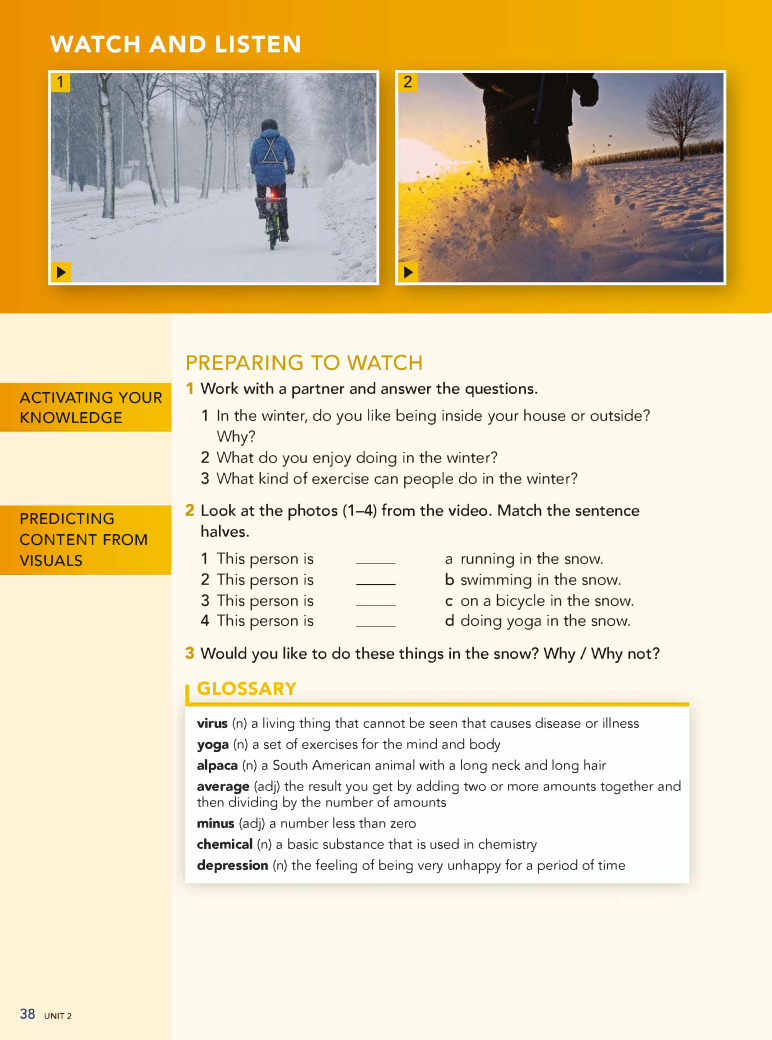 WATCH AND LISTEN
1
2
PREPARING TO WATCH
ACTIVATING YOUR
KNOWLEDGE
1 Work with a partner and answer the questions.
1 In the winter, do you like being inside your house or outside?
Why?
2 What do you enjoy doing in the winter?
3 What kind of exercise can people do in the winter?
PREDICTING
CONTENT FROM
VISUALS
2 Look at the photos (1–4) from the video. Match the sentence
halves.
1 This person is _____ a running in the snow.
2 This person is _____ b swimming in the snow.
3 This person is _____ c on a bicycle in the snow.
4 This person is _____ d doing yoga in the snow.
3 Would you like to do these things in the snow? Why / Why not?
GLOSSARY
virus (n) a living thing that cannot be seen that causes disease or illness
yoga (n) a set of exercises for the mind and body
alpaca (n) a South American animal with a long neck and long hair
average (adj) the result you get by adding two or more amounts together and
then dividing by the number of amounts
minus (adj) a number less than zero
chemical (n) a basic substance that is used in chemistry
depression (n) the feeling of being very unhappy for a period of time
38 UNIT 2